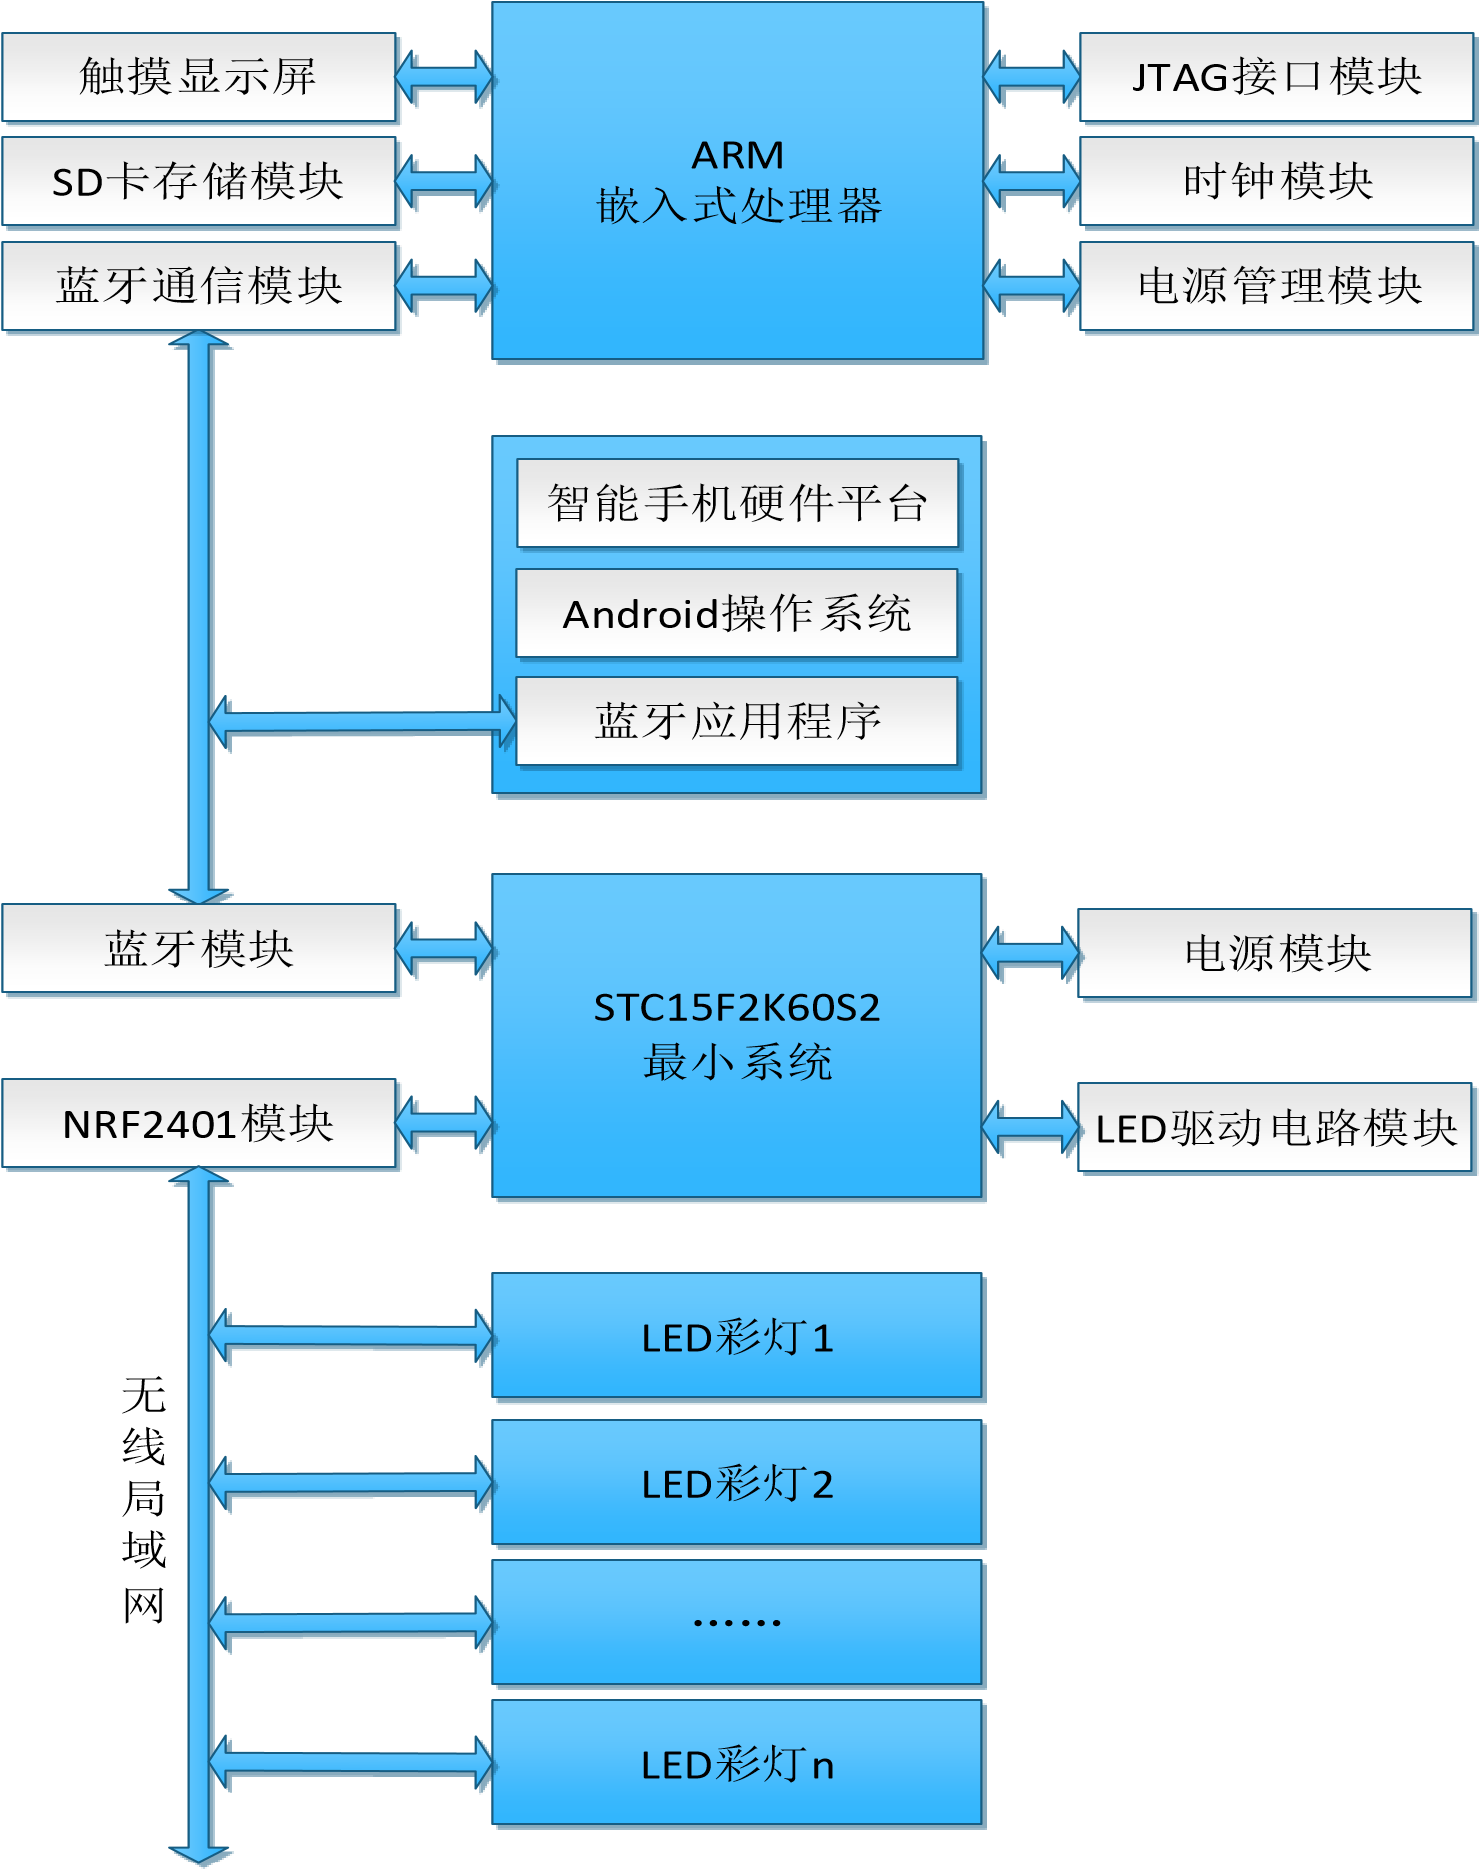 触摸显示屏
SD卡存储模块
蓝牙通信模块
ARM
嵌入式处理器
JTAG接口模块
时钟模块
电源管理模块
智能手机硬件平台
Android操作系统
蓝牙应用程序
蓝牙模块
NRF2401模块
STC15F2K60S2
最小系统
电源模块
LED驱动电路模块
无线局域网
LED彩灯1
LED彩灯2
……
LED彩灯n